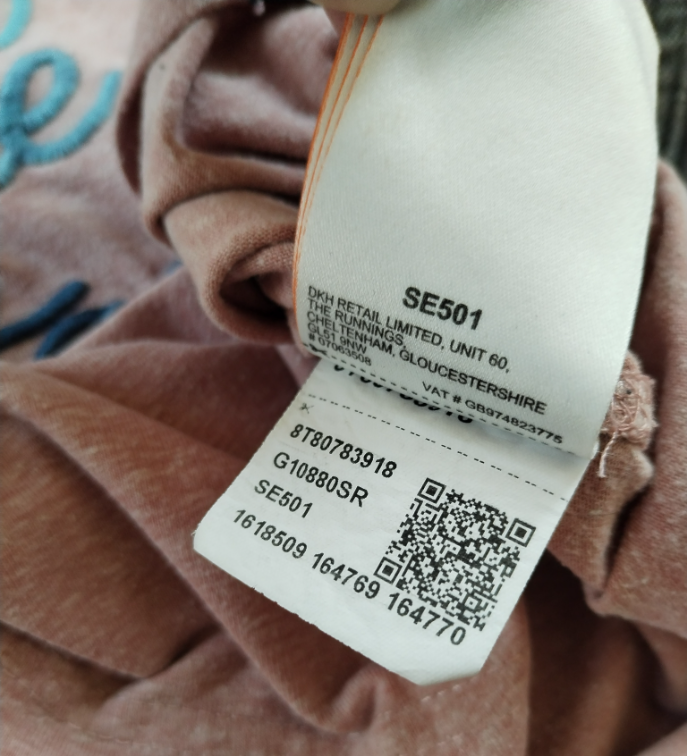 SE501
DKH RETAIL LIMITED, UNIT 60,
THE RUNNINGS,
CHELTENHAM, GLOUCESTERSHIRE
GL51 9NW
# 07063508
VAT # GB974823775
8T80783918
G10880SR
SE501
1618509 164769 164770